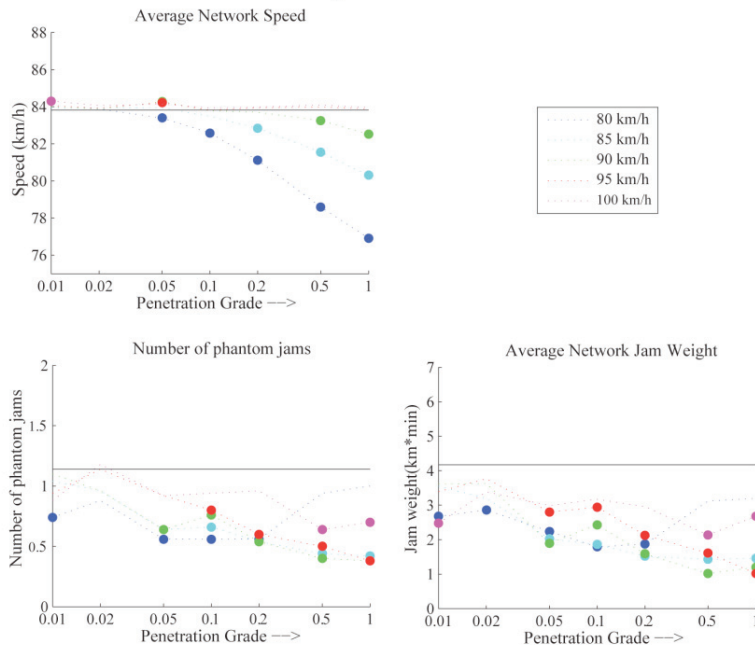 Average Network Speed
88
86
84
82
80
78
76
Speed (km/h)
0.01 0.02 0.05 0.1 0.2 0.5 1
Penetration Grade −−>
80 km/h
85 km/h
90 km/h
95 km/h
100 km/h
Number of phantom jams
2
1.5
1
0.5
0
Number of phantom jams
0.01 0.02 0.05 0.1 0.2 0.5 1
Penetration Grade −−>
Average Network Jam Weight
7
6
5
4
3
2
1
0
Jam weight(km*min)
0.01 0.02 0.05 0.1 0.2 0.5 1
Penetration Grade −−>